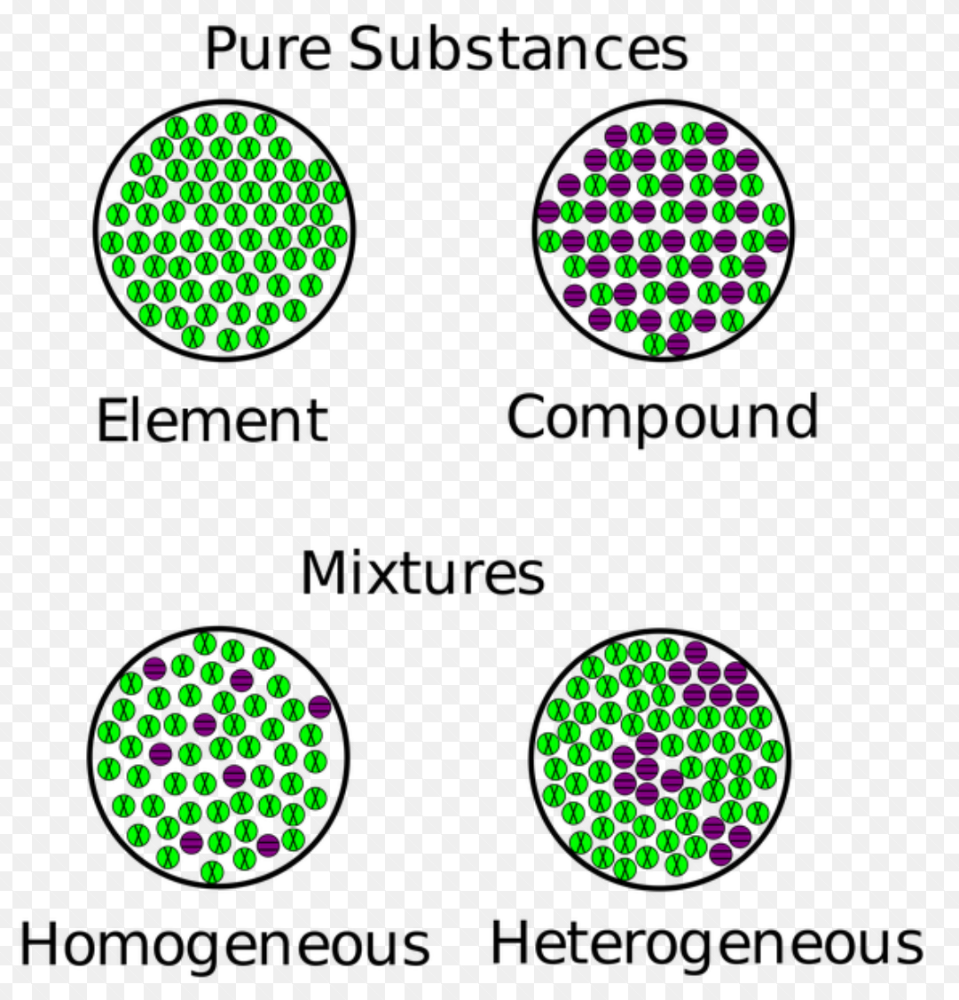 Pure Substances
Element
Compound
Mixtures
Homogeneous
Heterogeneous